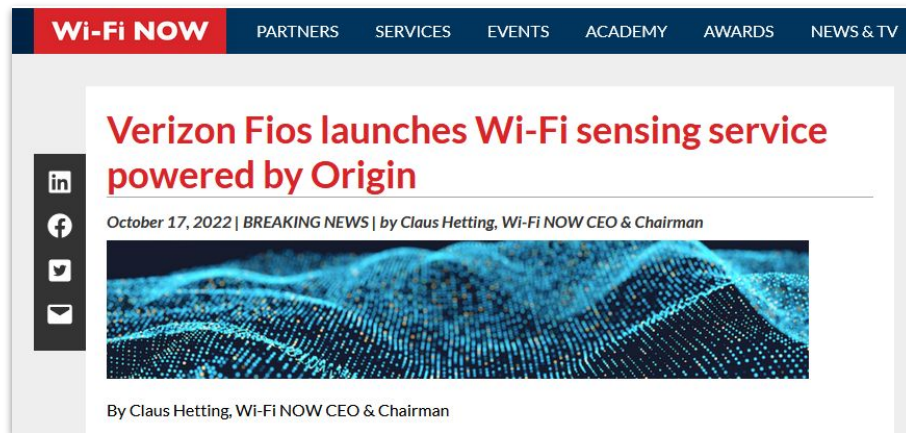 Wi-Fi NOW PARTNERS SERVICES EVENTS ACADEMY AWARDS NEWS & TV
Verizon Fios launches Wi-Fi sensing service
powered by Origin
October 17, 2022 | BREAKING NEWS | by Claus Hetting, Wi-Fi NOW CEO & Chairman
By Claus Hetting, Wi-Fi NOW CEO & Chairman